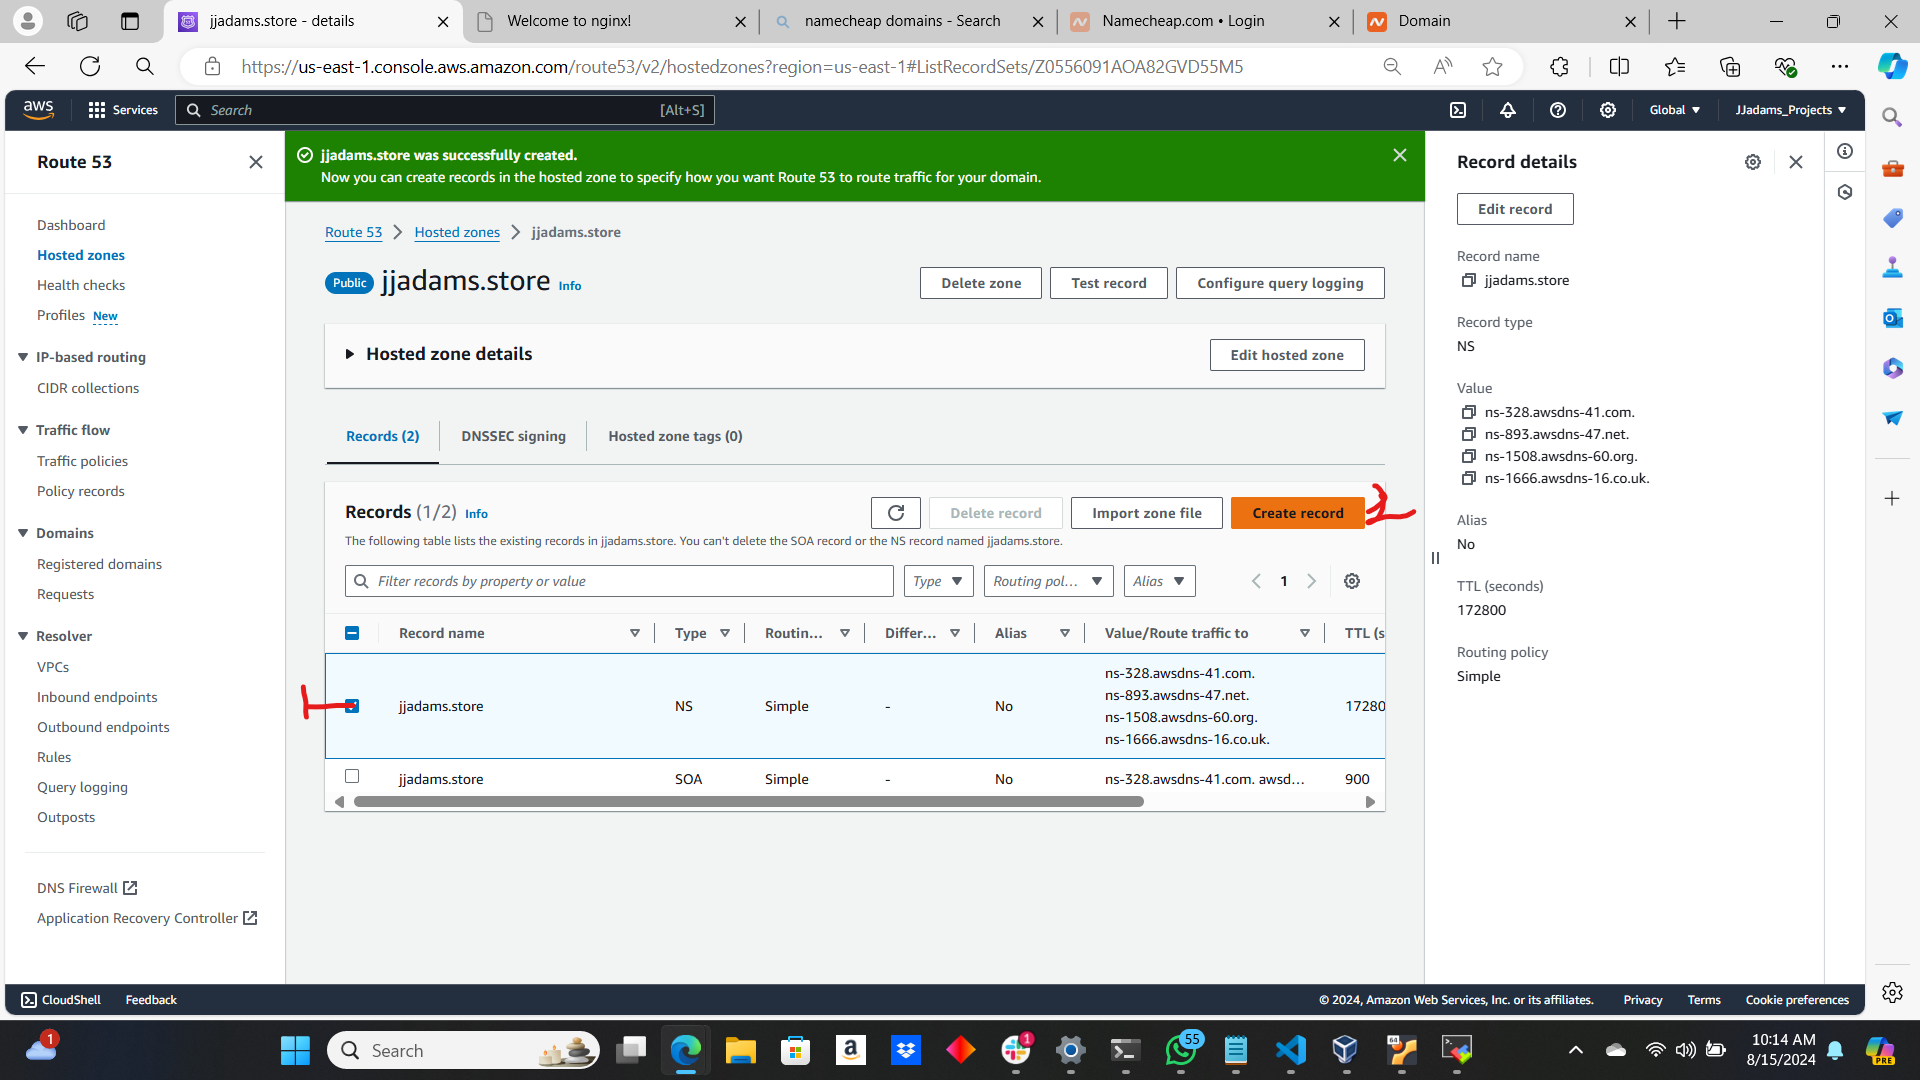 jjadams.store - details
Welcome to nginx!
namecheap domains - Search
Namecheap.com • Login
Domain
https://us-east-1.console.aws.amazon.com/route53/v2/hostedzones?region=us-east-1#ListRecordSets/Z0556091AOA82GVD55M5
aws
Services
Search
[Alt+S]
Global
JJadams_Projects
Route 53
Dashboard
Hosted zones
Health checks
Profiles New
IP-based routing
CIDR collections
Traffic flow
Traffic policies
Policy records
Domains
Registered domains
Requests
Resolver
VPCs
Inbound endpoints
Outbound endpoints
Rules
Query logging
Outposts
DNS Firewall
Application Recovery Controller
jjadams.store was successfully created.
Now you can create records in the hosted zone to specify how you want Route 53 to route traffic for your domain.
Route 53 > Hosted zones > jjadams.store
Public jjadams.store Info
Delete zone
Test record
Configure query logging
Hosted zone details
Edit hosted zone
Records (2)
DNSSEC signing
Hosted zone tags (0)
Records (1/2) Info
Delete record
Import zone file
Create record
2
The following table lists the existing records in jjadams.store. You can't delete the SOA record or the NS record named jjadams.store.
Filter records by property or value
Type
Routing pol...
Alias
1
Record name Type Routin... Differ... Alias Value/Route traffic to TTL (s
1
jjadams.store NS Simple - No
ns-328.awsdns-41.com.
ns-893.awsdns-47.net.
ns-1508.awsdns-60.org.
ns-1666.awsdns-16.co.uk.
17280
jjadams.store SOA Simple - No ns-328.awsdns-41.com. awsd... 900
Record details
Edit record
Record name
jjadams.store
Record type
NS
Value
ns-328.awsdns-41.com.
ns-893.awsdns-47.net.
ns-1508.awsdns-60.org.
ns-1666.awsdns-16.co.uk.
Alias
No
TTL (seconds)
172800
Routing policy
Simple
CloudShell
Feedback
© 2024, Amazon Web Services, Inc. or its affiliates.
Privacy
Terms
Cookie preferences
1
Search
1
55
64
10:14 AM
8/15/2024
PRE